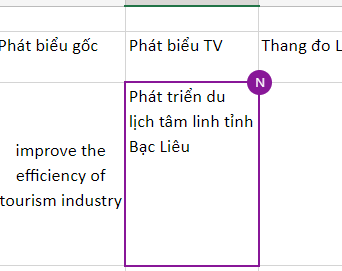 Phát biểu gốc
Phát biểu TV
Thang đo L
N
improve the
efficiency of
tourism industry
Phát triển du
lịch tâm linh tỉnh
Bạc Liêu